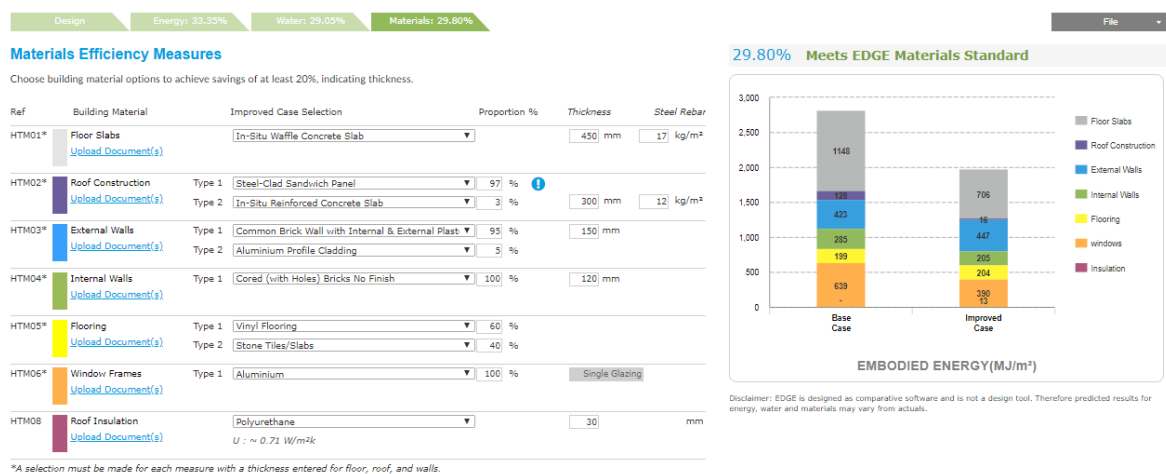 Design Energy: 33.35% Water: 29.05% Materials: 29.80% File
Materials Efficiency Measures
Choose building material options to achieve savings of at least 20%, indicating thickness.
Ref Building Material Improved Case Selection Proportion % Thickness Steel Rebar
HTM01* Floor Slabs In-Situ Waffle Concrete Slab 450 mm 17 kg/m²
Upload Document(s)
HTM02* Roof Construction Type 1 Steel-Clad Sandwich Panel 97 % !
Upload Document(s) Type 2 In-Situ Reinforced Concrete Slab 3 % 300 mm 12 kg/m²
HTM03* External Walls Type 1 Common Brick Wall with Internal & External Plast 95 % 150 mm
Upload Document(s) Type 2 Aluminium Profile Cladding 5 %
HTM04* Internal Walls Type 1 Cored (with Holes) Bricks No Finish 100 % 120 mm
Upload Document(s)
HTM05* Flooring Type 1 Vinyl Flooring 60 %
Upload Document(s) Type 2 Stone Tiles/Slabs 40 %
HTM06* Window Frames Type 1 Aluminium 100 % Single Glazing
Upload Document(s)
HTM08 Roof Insulation Polyurethane 30 mm
Upload Document(s) U : ~ 0.71 W/m²k
*A selection must be made for each measure with a thickness entered for floor, roof, and walls.
29.80% Meets EDGE Materials Standard
3,000
2,500
2,000
1,500
1,000
500
0
1148
128
423
285
199
639
-
706
16
447
205
204
390
13
Base Case
Improved Case
Floor Slabs
Roof Construction
External Walls
Internal Walls
Flooring
windows
Insulation
EMBODIED ENERGY(MJ/m²)
Disclaimer: EDGE is designed as comparative software and is not a design tool. Therefore predicted results for
energy, water and materials may vary from actuals.